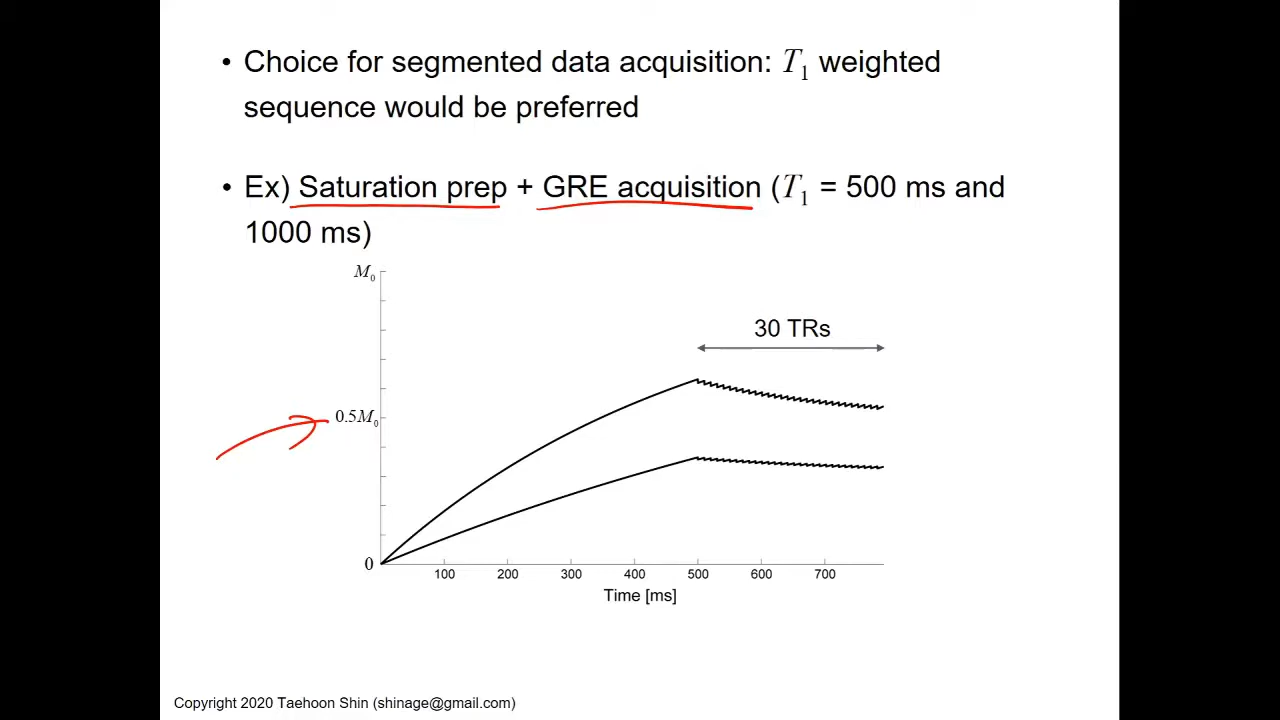 • Choice for segmented data acquisition: T1 weighted
sequence would be preferred
• Ex) Saturation prep + GRE acquisition (T1 = 500 ms and
1000 ms)
M0
30 TRs
0.5M0
0
100 200 300 400 500 600 700
Time [ms]
Copyright 2020 Taehoon Shin (shinage@gmail.com)